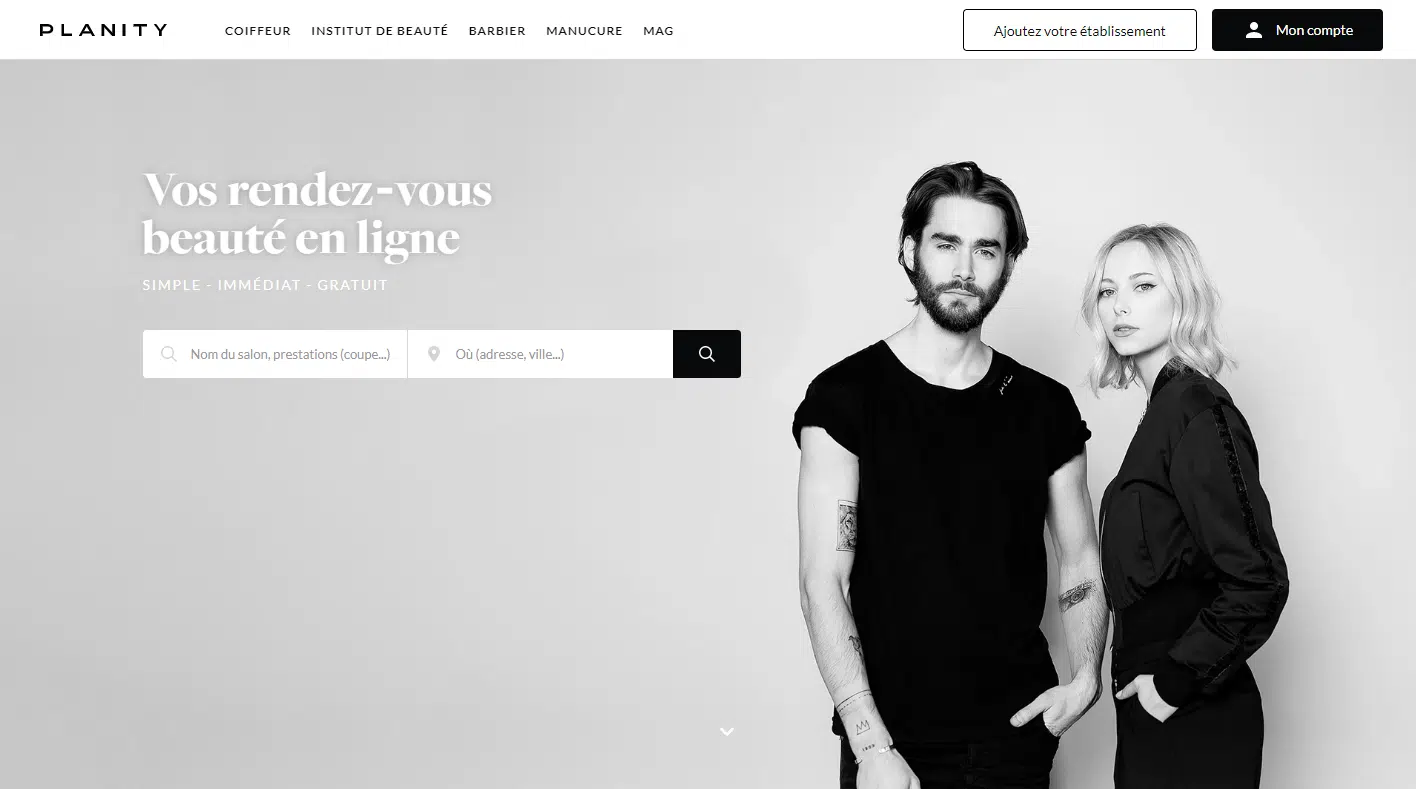 PLANITY
COIFFEUR INSTITUT DE BEAUTÉ BARBIER MANUCURE MAG
Ajoutez votre établissement
Mon compte
Vos rendez-vous
beauté en ligne
SIMPLE - IMMÉDIAT - GRATUIT
Nom du salon, prestations (coupe...)
Où (adresse, ville...)